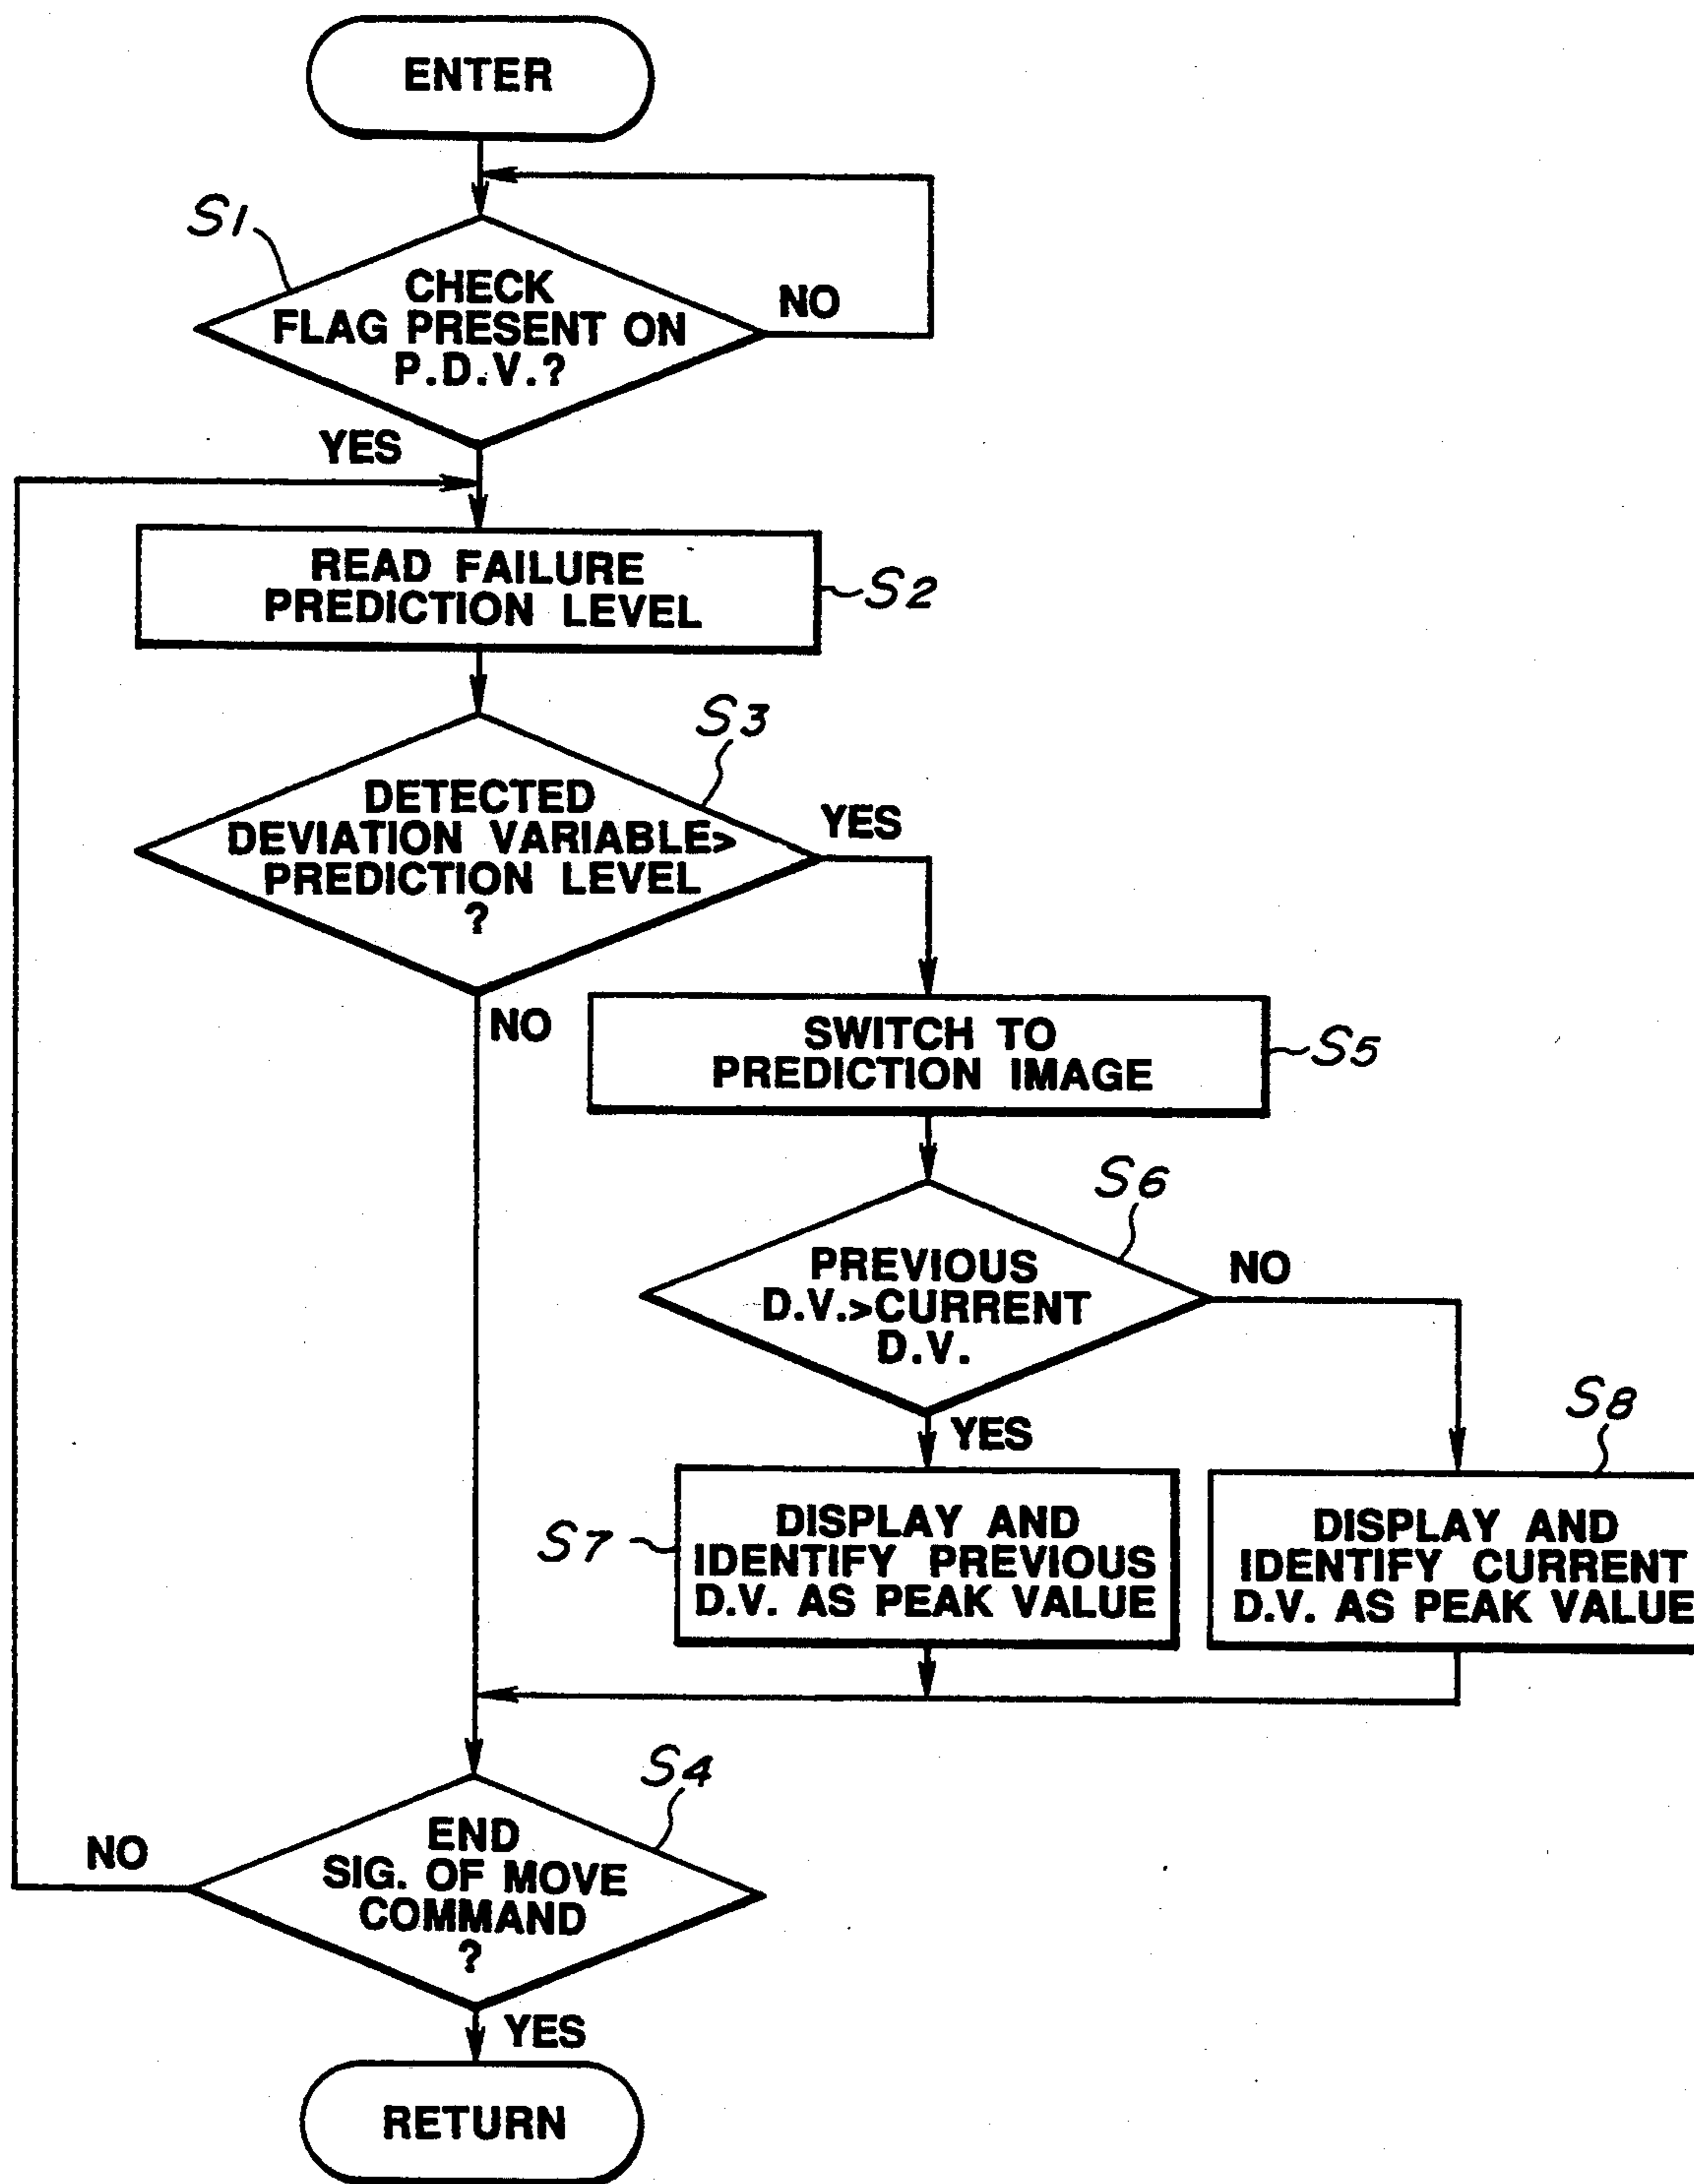 ENTER
S1
CHECK
FLAG PRESENT ON
P.D.V.?
NO
YES
READ FAILURE
PREDICTION LEVEL
S2
S3
DETECTED
DEVIATION VARIABLE>
PREDICTION LEVEL
?
YES
NO
SWITCH TO
PREDICTION IMAGE
S5
S6
PREVIOUS
D.V.>CURRENT
D.V.
NO
YES
S7
DISPLAY AND
IDENTIFY PREVIOUS
D.V. AS PEAK VALUE
S8
DISPLAY AND
IDENTIFY CURRENT
D.V. AS PEAK VALUE
S4
END
SIG. OF MOVE
COMMAND
?
NO
YES
RETURN